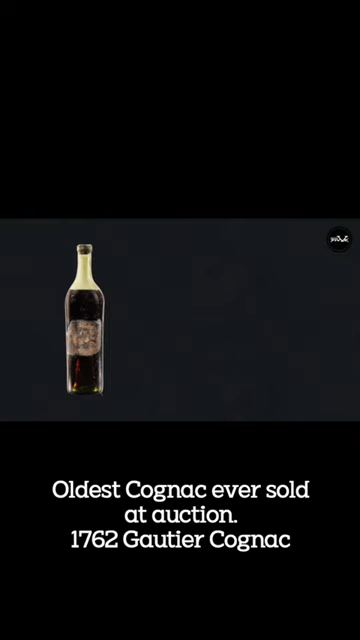 Oldest Cognac ever sold
at auction.
1762 Gautier Cognac